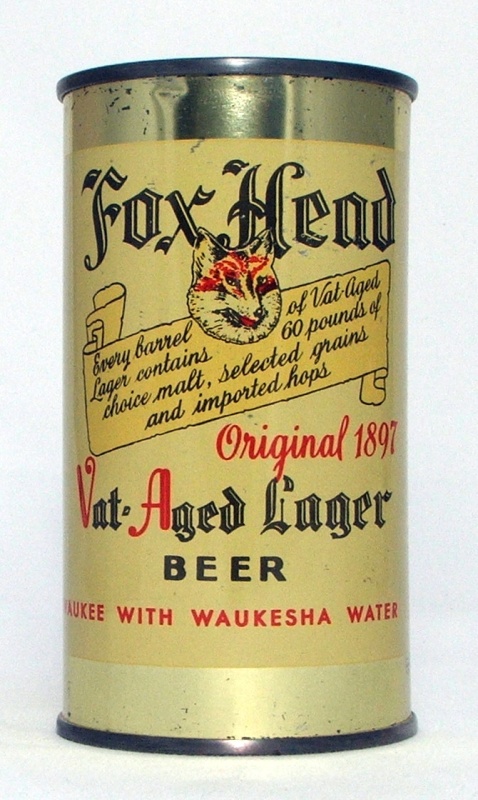 Fox Head
Every barrel of Vat-Aged
Lager contains 60 pounds of
choice malt, selected grains
and imported hops
Original 1897
Vat-Aged Lager
BEER
WITH WAUKESHA WATER